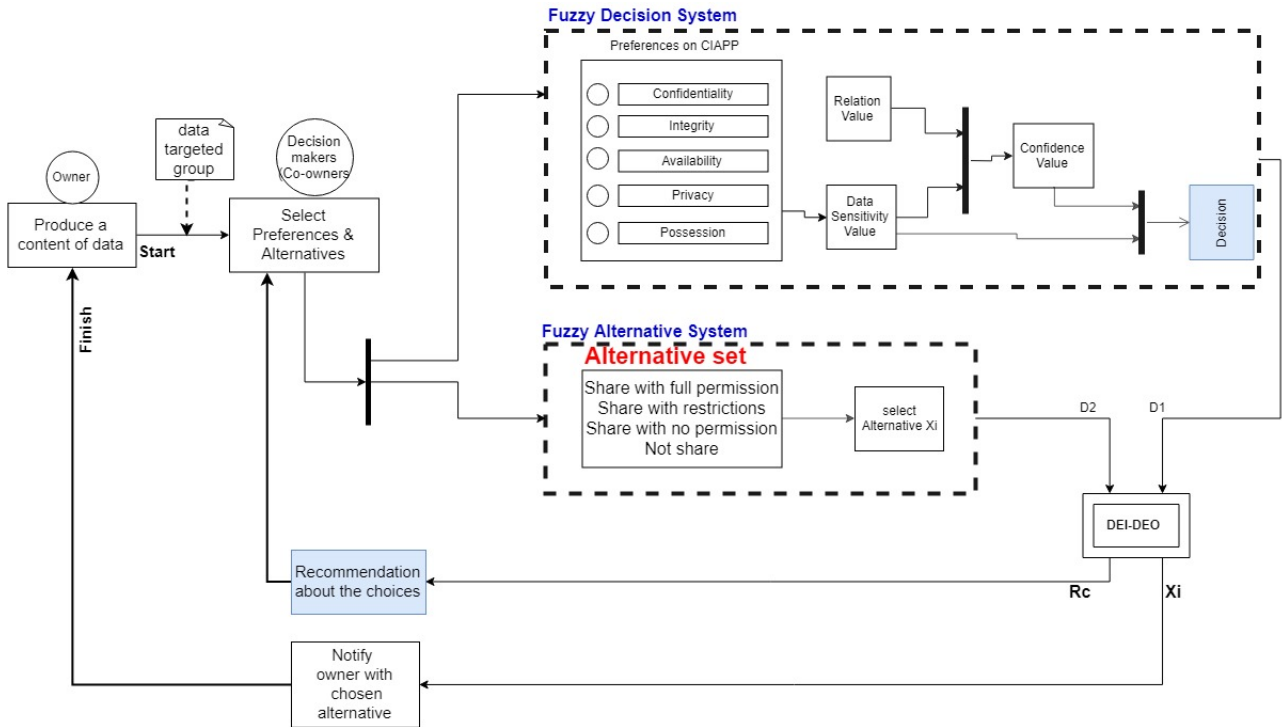 Fuzzy Decision System
Preferences on CIAPP
Confidentiality
Integrity
Availability
Privacy
Possession
Relation
Value
Data
Sensitivity
Value
Confidence
Value
Decision
data
targeted
group
Decision
makers
(Co-owners
Owner
Produce a
content of data
Start
Select
Preferences &
Alternatives
Finish
Fuzzy Alternative System
Alternative set
Share with full permission
Share with restrictions
Share with no permission
Not share
select
Alternative Xi
D2
D1
DEI-DEO
Rc
Xi
Recommendation
about the choices
Notify
owner with
chosen
alternative